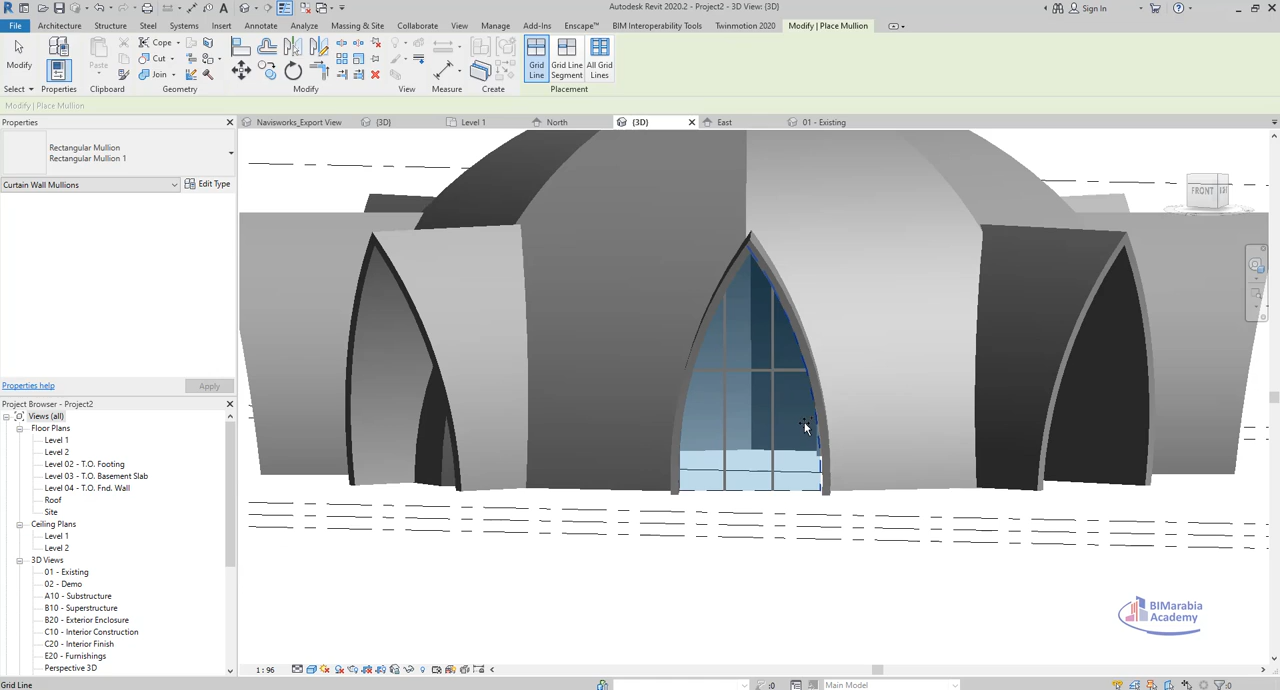 Autodesk Revit 2020.2 - Project2 - 3D View: {3D}
Sign In
File Architecture Structure Steel Systems Insert Annotate Analyze Massing & Site Collaborate View Manage Add-Ins Enscape™ BIM Interoperability Tools Twinmotion 2020 Modify | Place Mullion
Cope
Cut
Join
Modify
Paste
Grid Line
Grid Line Segment
All Grid Lines
Select Properties Clipboard Geometry Modify View Measure Create Placement
Modify | Place Mullion
Properties
Navisworks_Export View {3D} Level 1 North {3D} East 01 - Existing
Rectangular Mullion
Rectangular Mullion 1
Curtain Wall Mullions
Edit Type
FRONT
Properties help
Apply
Project Browser - Project2
Views (all)
Floor Plans
Level 1
Level 2
Level 02 - T.O. Footing
Level 03 - T.O. Basement Slab
Level 04 - T.O. Fnd. Wall
Roof
Site
Ceiling Plans
Level 1
Level 2
3D Views
01 - Existing
02 - Demo
A10 - Substructure
B10 - Superstructure
B20 - Exterior Enclosure
C10 - Interior Construction
C20 - Interior Finish
E20 - Furnishings
Perspective 3D
BIMarabia
Academy
1 : 96
Grid Line
:0
Main Model
:0